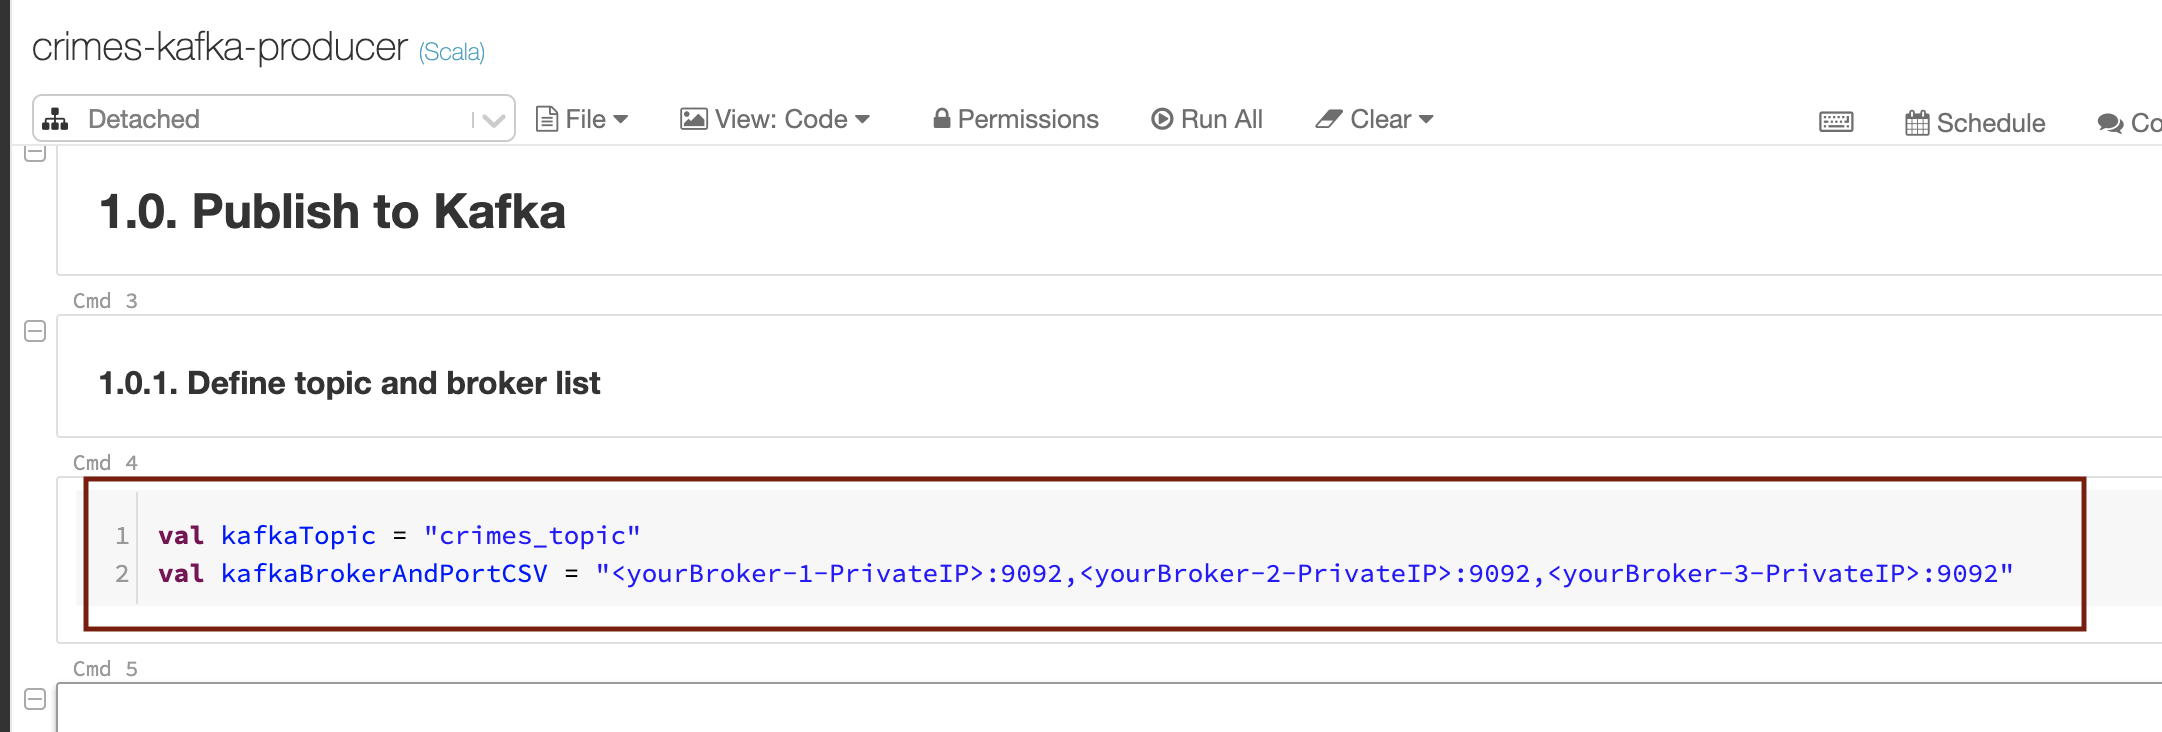 crimes-kafka-producer (Scala)
Detached File View: Code Permissions Run All Clear Schedule Co
1.0. Publish to Kafka
Cmd 3
1.0.1. Define topic and broker list
Cmd 4
1 val kafkaTopic = "crimes_topic"
2 val kafkaBrokerAndPortCSV = "<yourBroker-1-PrivateIP>:9092,<yourBroker-2-PrivateIP>:9092,<yourBroker-3-PrivateIP>:9092"
Cmd 5